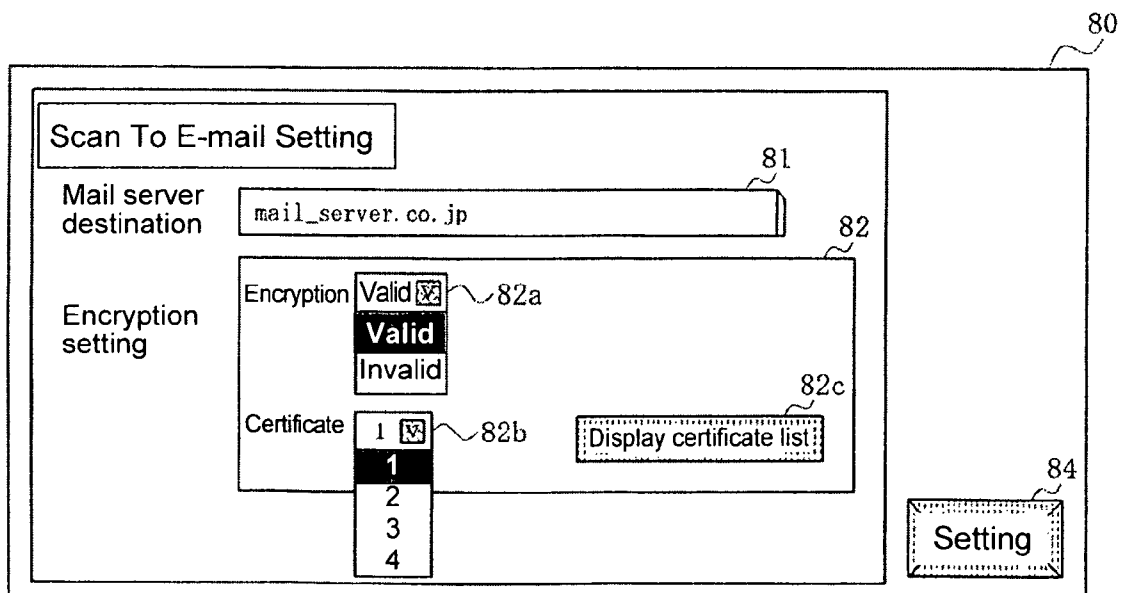 80
Scan To E-mail Setting
81
Mail server
destination
mail_server.co.jp
82
Encryption
setting
Encryption
Valid V
82a
Valid
Invalid
Certificate
1 V
82b
1
2
3
4
82c
Display certificate list
84
Setting